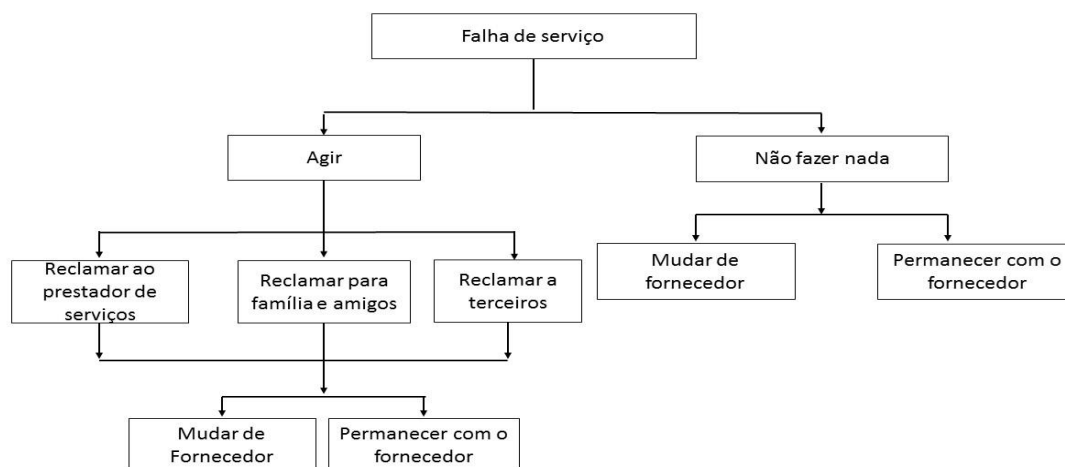 Falha de serviço
Agir
Não fazer nada
Reclamar ao
prestador de
serviços
Reclamar para
família e amigos
Reclamar a
terceiros
Mudar de
fornecedor
Permanecer com o
fornecedor
Mudar de
Fornecedor
Permanecer com o
fornecedor